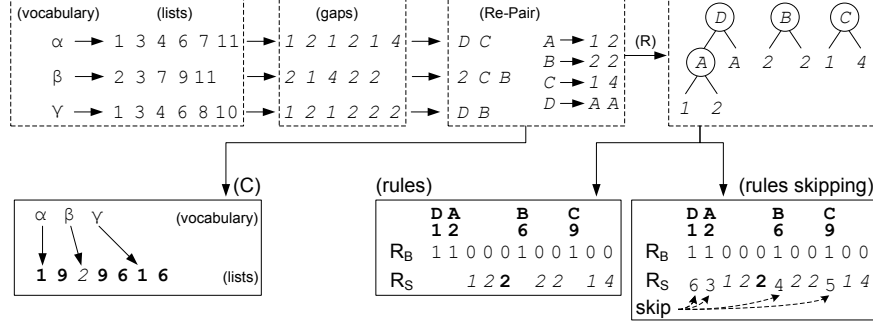 (vocabulary) (lists) (gaps) (Re-Pair) (R)
α 1 3 4 6 7 11 1 2 1 2 1 4 D C
β 2 3 7 9 11 2 1 4 2 2 2 C B
γ 1 3 4 6 8 10 1 2 1 2 2 2 D B
A 1 2
B 2 2
C 1 4
D A A
D B C
A A 2 2 1 4
1 2
(C)
α β γ (vocabulary)
1 9 2 9 6 1 6 (lists)
(rules)
D A B C
1 2 6 9
RB 1 1 0 0 0 1 0 0 1 0 0
RS 1 2 2 2 2 1 4
(rules skipping)
D A B C
1 2 6 9
RB 1 1 0 0 0 1 0 0 1 0 0
RS 6 3 1 2 2 4 2 2 5 1 4
skip